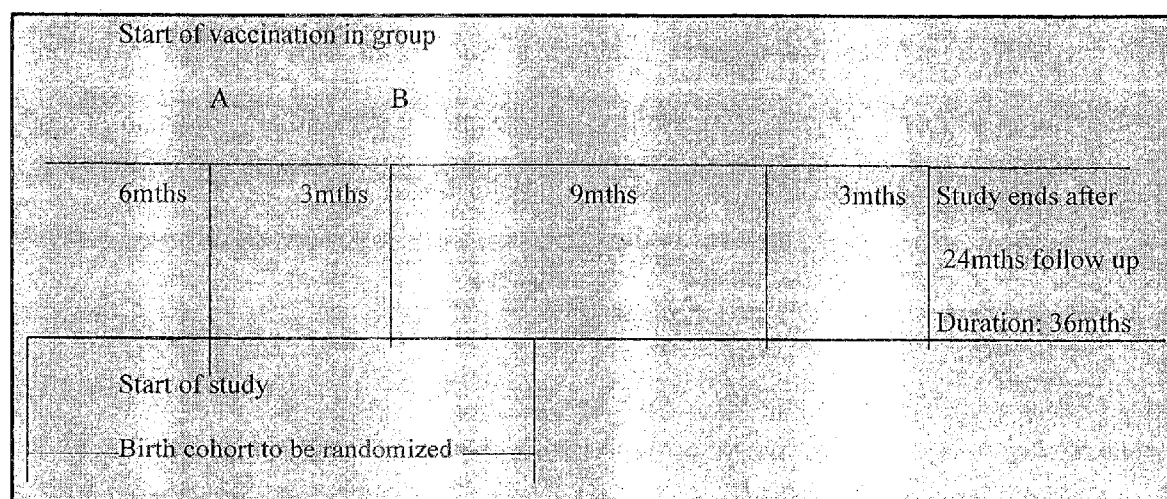 Start of vaccination in group
A B
6mths 3mths 9mths 3mths Study ends after
24mths follow up
Duration: 36mths
Start of study
Birth cohort to be randomized